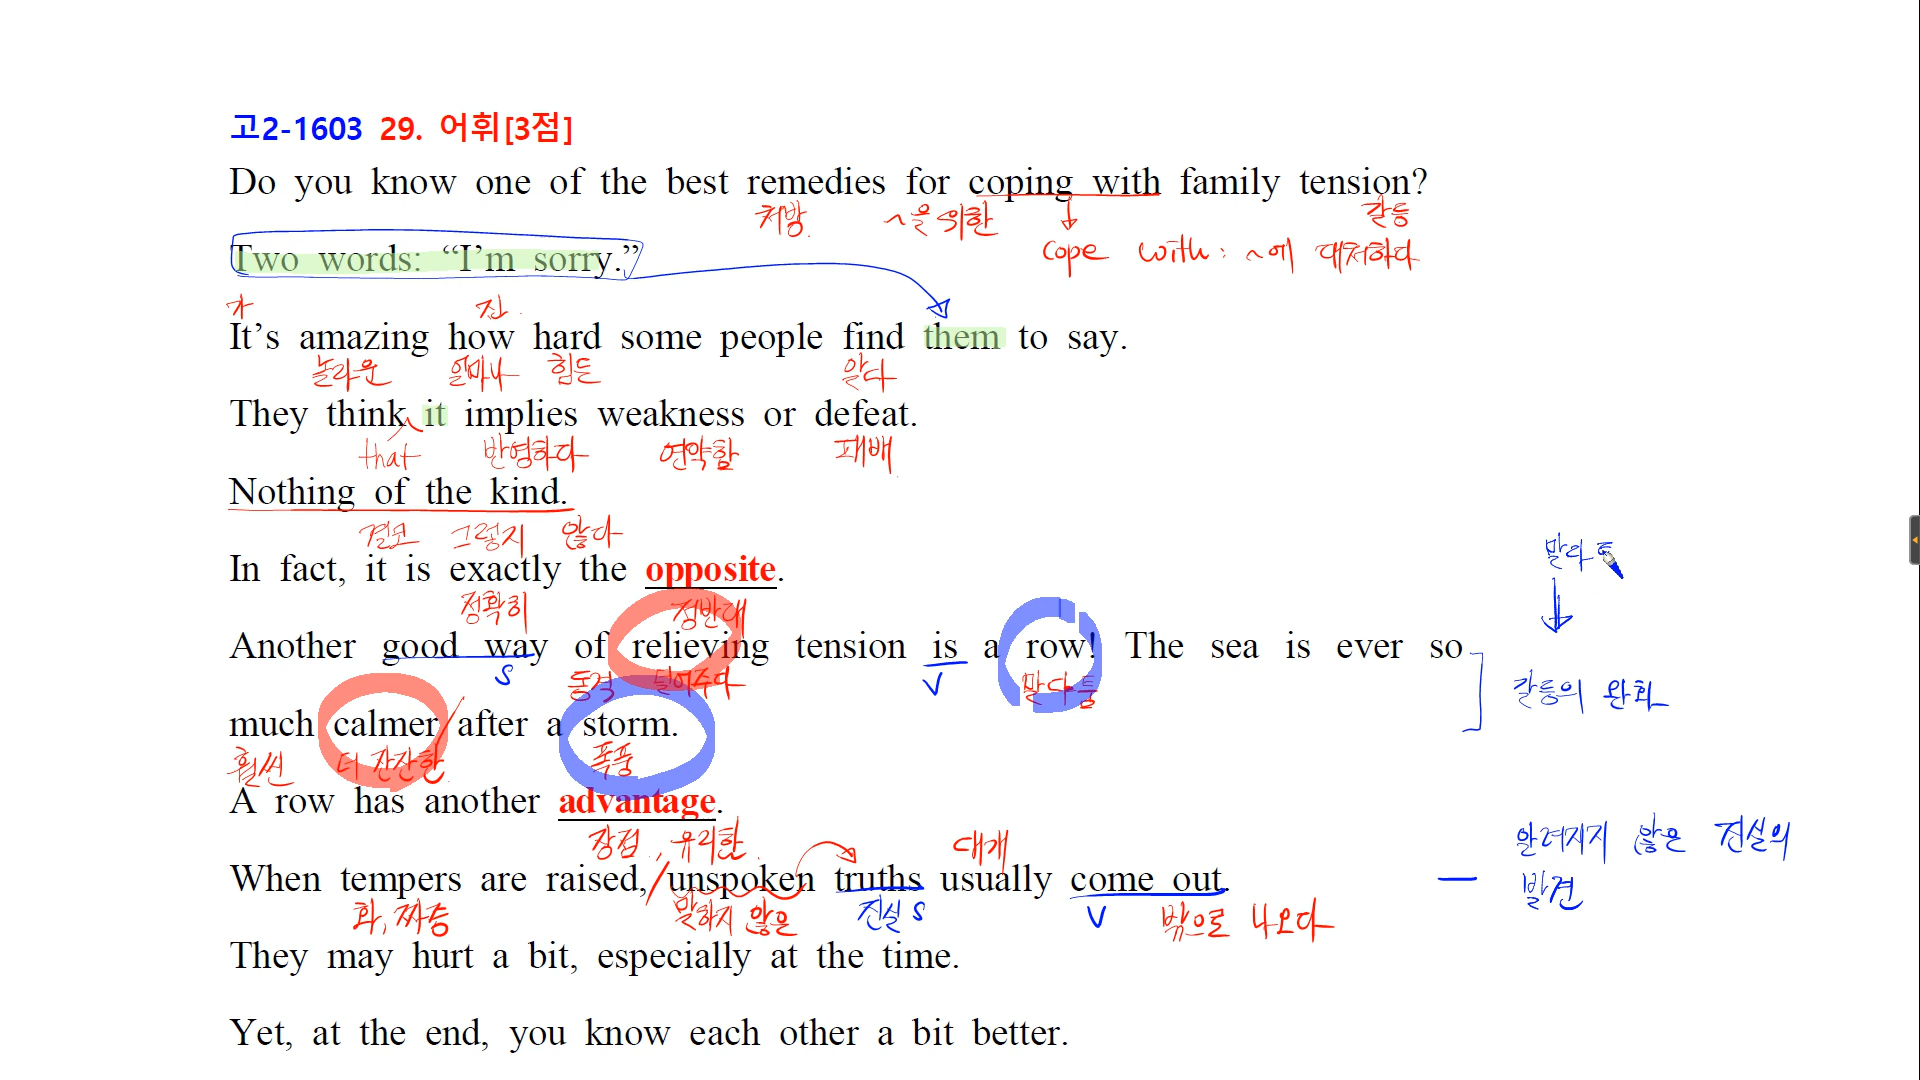 고2-1603 29. 어휘[3점]
Do you know one of the best remedies for coping with family tension?
처방 ~을 위한 갈등
Two words: “I’m sorry.”
cope with: ~에 대처하다
가 진
It’s amazing how hard some people find them to say.
놀라운 얼마나 힘든 알다
They think it implies weakness or defeat.
that 반영하다 연약함 패배
Nothing of the kind.
결코 그렇지 않다
말다툼
In fact, it is exactly the opposite.
정확히 정반대
Another good way of relieving tension is a row! The sea is ever so
S 동격 덜어주다 V 말다툼
갈등의 완화
much calmer after a storm.
훨씬 더 잔잔한 폭풍
A row has another advantage.
장점, 유리한 대개
알려지지 않은 진실의
When tempers are raised, unspoken truths usually come out.
발견
화, 짜증 말하지 않은 진실 S V 밖으로 나오다
They may hurt a bit, especially at the time.
Yet, at the end, you know each other a bit better.